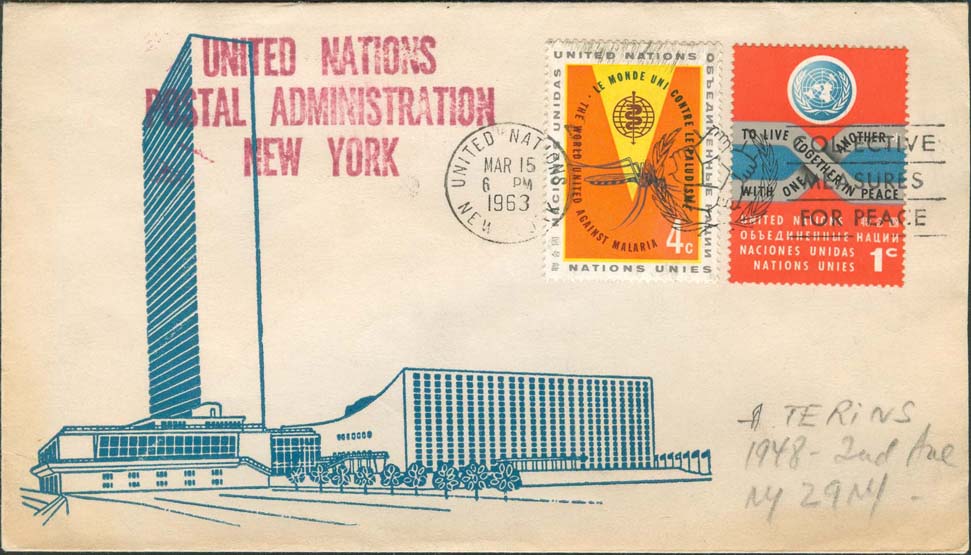 UNITED NATIONS
POSTAL ADMINISTRATION
NEW YORK
UNITED NATIONS
NEW YORK
MAR 15
6 PM
1963
UNITED NATIONS
NACIONES UNIDAS
ОБЪЕДИНЕННЫЕ НАЦИИ
NATIONS UNIES
LE MONDE UNI CONTRE LE PALUDISME
THE WORLD UNITED AGAINST MALARIA
4c
TO LIVE TOGETHER IN PEACE
WITH ONE ANOTHER
UNITED NATIONS
ОБЪЕДИНЕННЫЕ НАЦИИ
NACIONES UNIDAS
NATIONS UNIES
1c
COLLECTIVE
MEASURES
FOR PEACE
TERINS
1948 - 2nd Ave
NY 29 NY